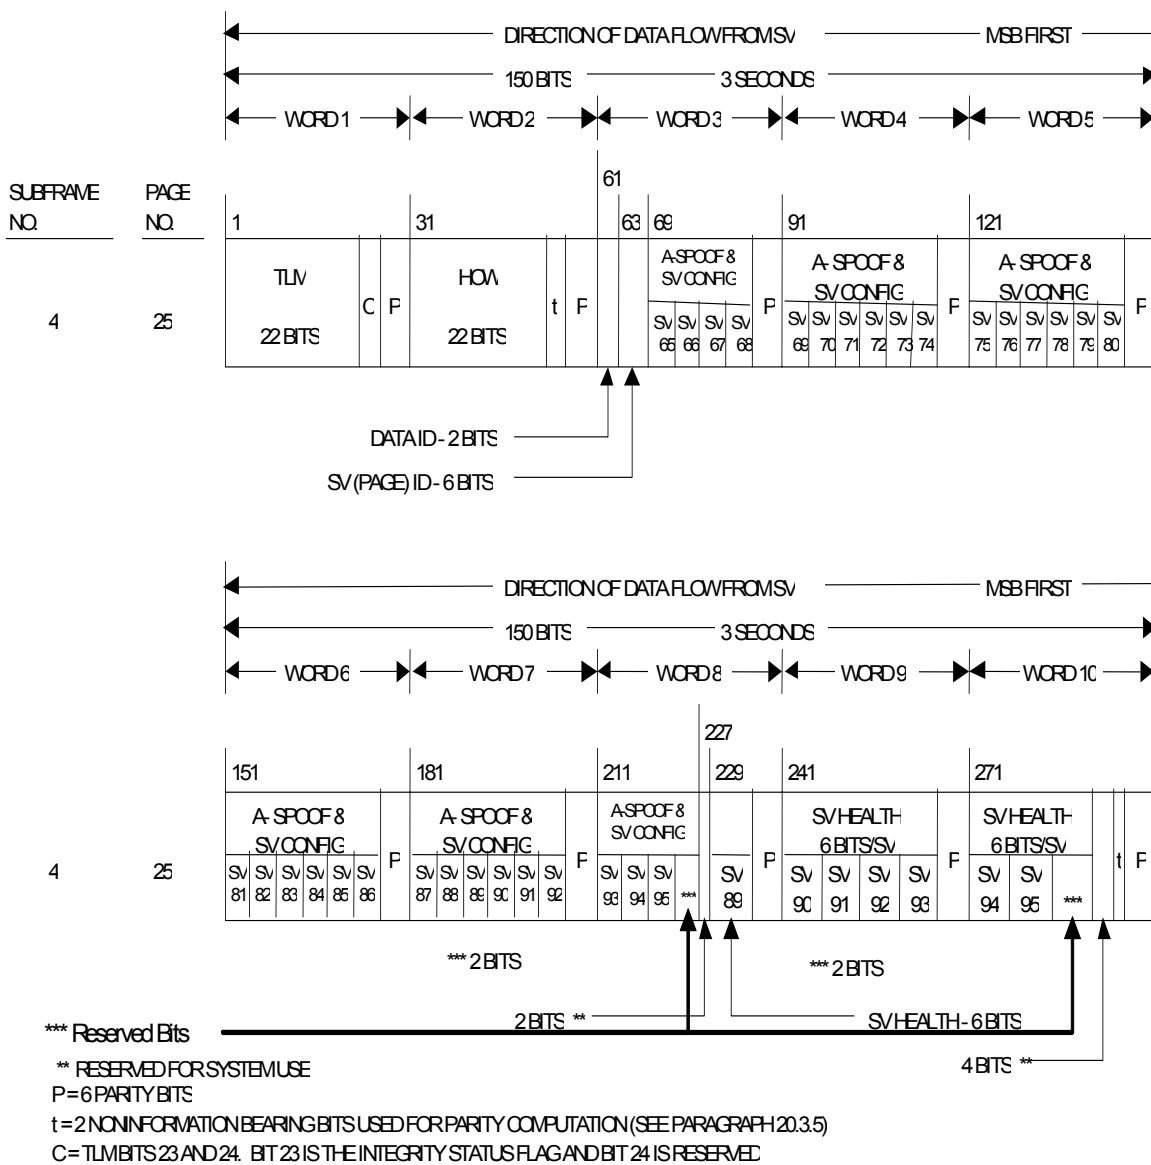 DIRECTION OF DATA FLOW FROM SV MSB FIRST
150 BITS 3 SECONDS
WORD 1 WORD 2 WORD 3 WORD 4 WORD 5
SUBFRAME NO. PAGE NO.
1 31 61 63 69 91 121
4 25
TLM 22 BITS C P
HOW 22 BITS t P
A-SPOOF & SV CONFIG
SV 65 SV 66 SV 67 SV 68 P
A-SPOOF & SV CONFIG
SV 69 SV 70 SV 71 SV 72 SV 73 SV 74 P
A-SPOOF & SV CONFIG
SV 75 SV 76 SV 77 SV 78 SV 79 SV 80 P
DATA ID - 2 BITS
SV (PAGE) ID - 6 BITS
DIRECTION OF DATA FLOW FROM SV MSB FIRST
150 BITS 3 SECONDS
WORD 6 WORD 7 WORD 8 WORD 9 WORD 10
151 181 211 227 229 241 271
4 25
A-SPOOF & SV CONFIG
SV 81 SV 82 SV 83 SV 84 SV 85 SV 86 P
A-SPOOF & SV CONFIG
SV 87 SV 88 SV 89 SV 90 SV 91 SV 92 P
A-SPOOF & SV CONFIG
SV 93 SV 94 SV 95 ***
SV 89 P
SV HEALTH 6 BITS/SV
SV 90 SV 91 SV 92 SV 93 P
SV HEALTH 6 BITS/SV
SV 94 SV 95 *** t P
*** 2 BITS *** 2 BITS
*** Reserved Bits 2 BITS ** SV HEALTH - 6 BITS
** RESERVED FOR SYSTEM USE 4 BITS **
P = 6 PARITY BITS
t = 2 NONINFORMATION BEARING BITS USED FOR PARITY COMPUTATION (SEE PARAGRAPH 20.3.5)
C = TLM BITS 23 AND 24. BIT 23 IS THE INTEGRITY STATUS FLAG AND BIT 24 IS RESERVED